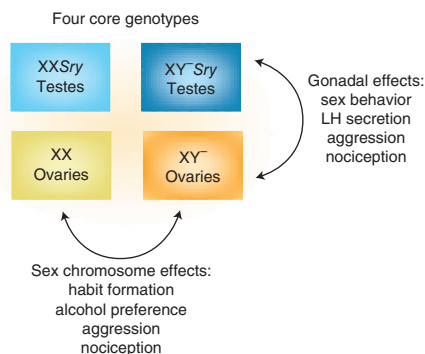 Four core genotypes
XXSry
Testes
XY⁻Sry
Testes
XX
Ovaries
XY⁻
Ovaries
Gonadal effects:
sex behavior
LH secretion
aggression
nociception
Sex chromosome effects:
habit formation
alcohol preference
aggression
nociception